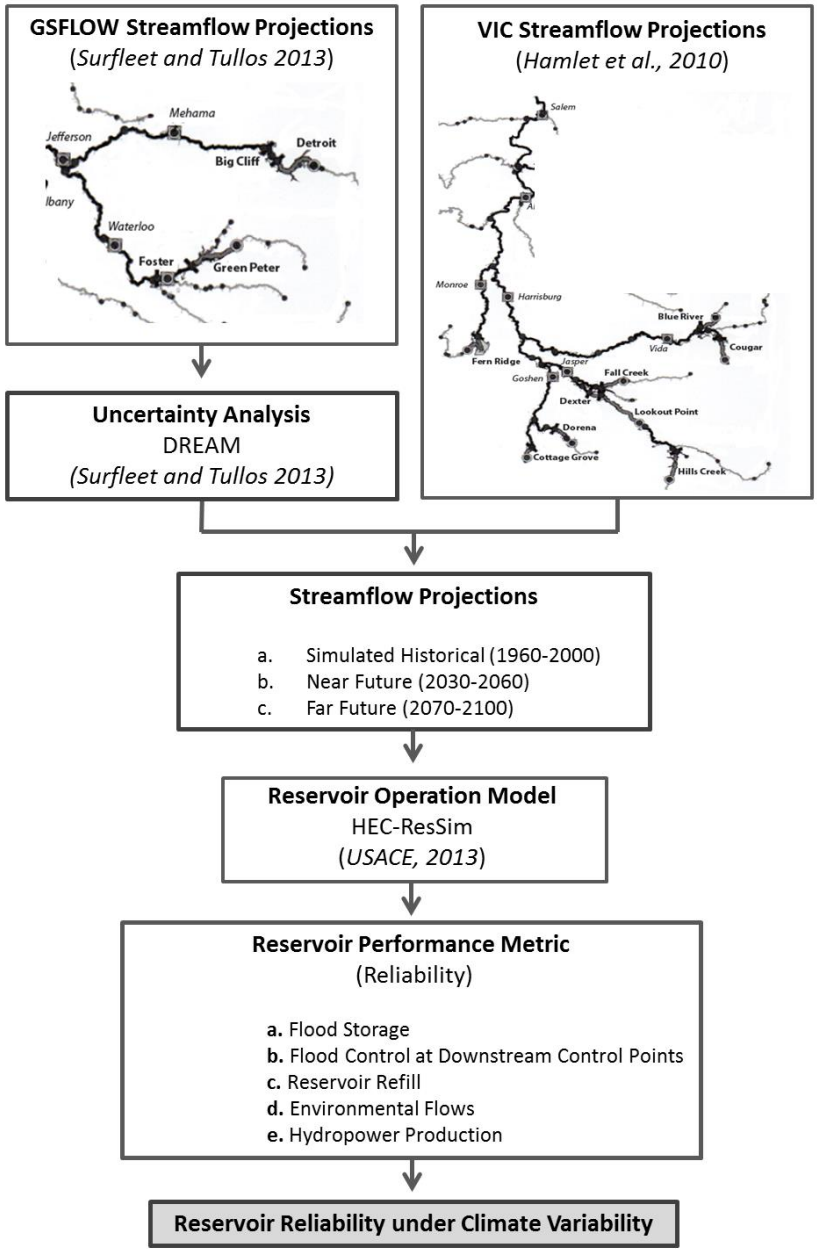 GSFLOW Streamflow Projections
(Surfleet and Tullos 2013)
Mehama
Jefferson
Detroit
Big Cliff
lbany
Waterloo
Foster
Green Peter
VIC Streamflow Projections
(Hamlet et al., 2010)
Salem
A
Monroe
Harrisburg
Blue River
Vida
Cougar
Fern Ridge
Jasper
Goshen
Fall Creek
Dexter
Lookout Point
Dorena
Cottage Grove
Hills Creek
Uncertainty Analysis
DREAM
(Surfleet and Tullos 2013)
Streamflow Projections
a. Simulated Historical (1960-2000)
b. Near Future (2030-2060)
c. Far Future (2070-2100)
Reservoir Operation Model
HEC-ResSim
(USACE, 2013)
Reservoir Performance Metric
(Reliability)
a. Flood Storage
b. Flood Control at Downstream Control Points
c. Reservoir Refill
d. Environmental Flows
e. Hydropower Production
Reservoir Reliability under Climate Variability